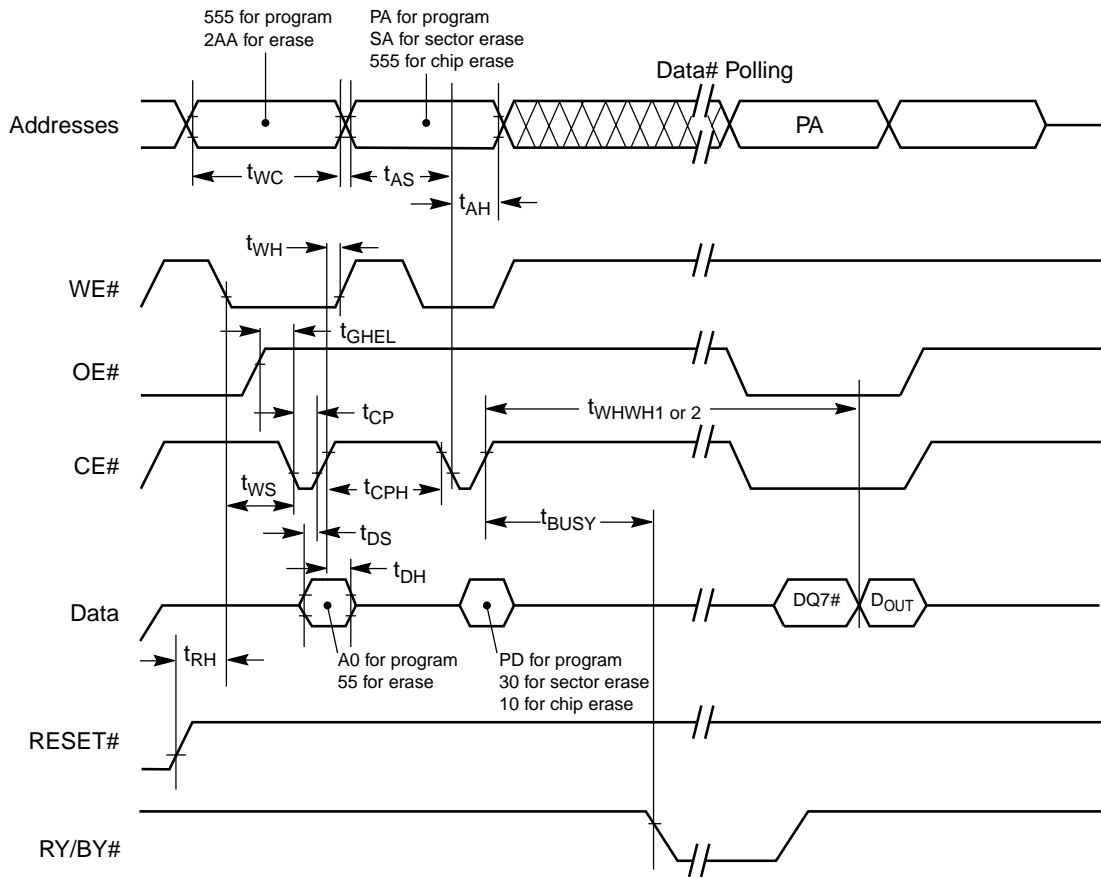 555 for program
2AA for erase
PA for program
SA for sector erase
555 for chip erase
Data# Polling
Addresses
PA
tWC
tAS
tAH
tWH
WE#
tGHEL
OE#
tWHWH1 or 2
tCP
CE#
tWS
tCPH
tBUSY
tDS
tDH
Data
DQ7#
DOUT
tRH
A0 for program
55 for erase
PD for program
30 for sector erase
10 for chip erase
RESET#
RY/BY#